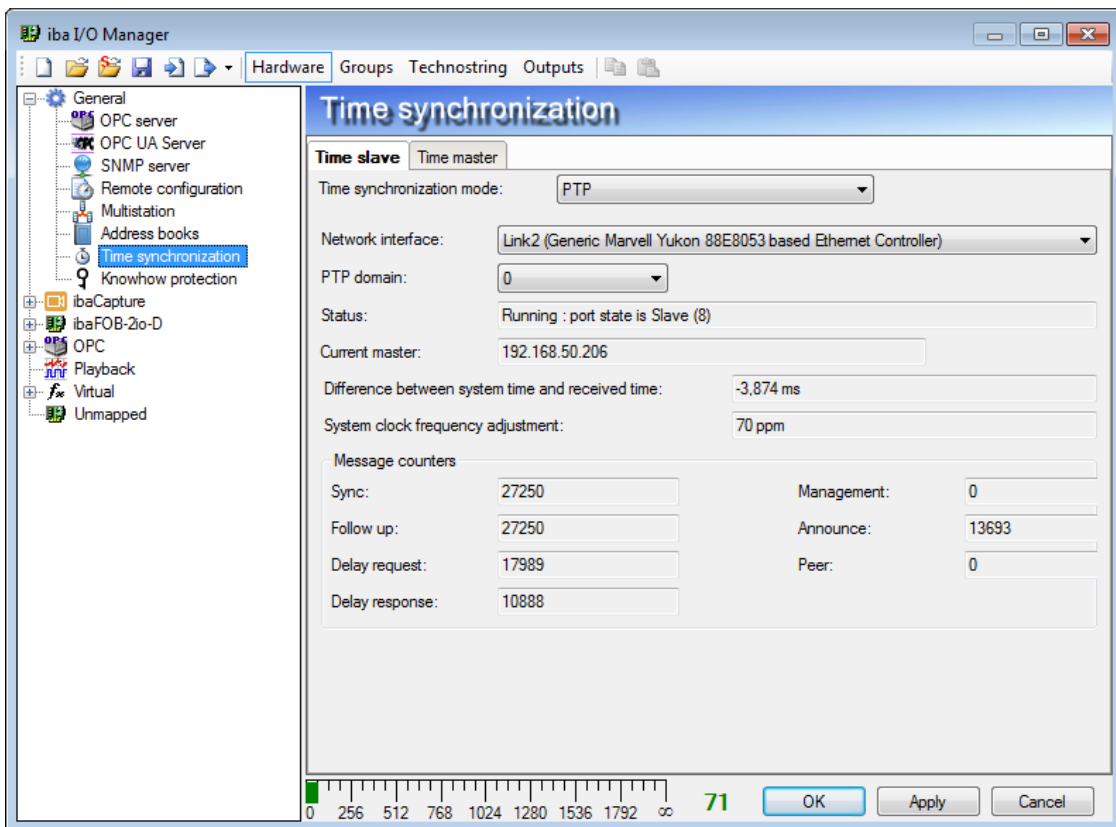 iba I/O Manager
Hardware Groups Technostring Outputs
General
OPC server
OPC UA Server
SNMP server
Remote configuration
Multistation
Address books
Time synchronization
Knowhow protection
ibaCapture
ibaFOB-2io-D
OPC
Playback
Virtual
Unmapped
Time synchronization
Time slave Time master
Time synchronization mode: PTP
Network interface: Link2 (Generic Marvell Yukon 88E8053 based Ethernet Controller)
PTP domain: 0
Status: Running : port state is Slave (8)
Current master: 192.168.50.206
Difference between system time and received time: -3,874 ms
System clock frequency adjustment: 70 ppm
Message counters
Sync: 27250 Management: 0
Follow up: 27250 Announce: 13693
Delay request: 17989 Peer: 0
Delay response: 10888
0 256 512 768 1024 1280 1536 1792 ∞ 71 OK Apply Cancel